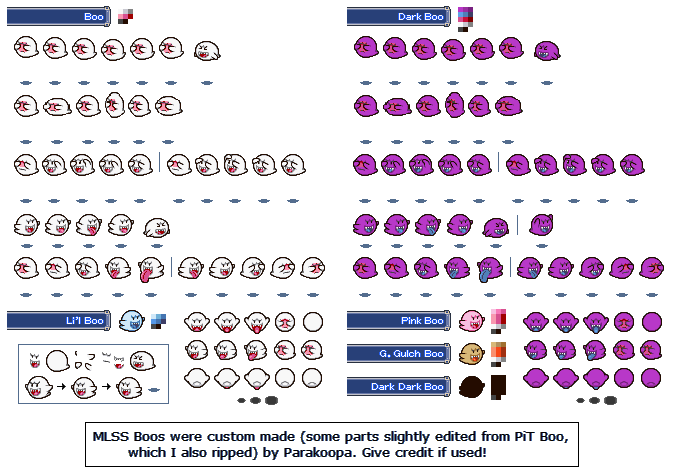 Boo
Dark Boo
Li'l Boo
Pink Boo
G. Gulch Boo
Dark Dark Boo
MLSS Boos were custom made (some parts slightly edited from PiT Boo,
which I also ripped) by Parakoopa. Give credit if used!